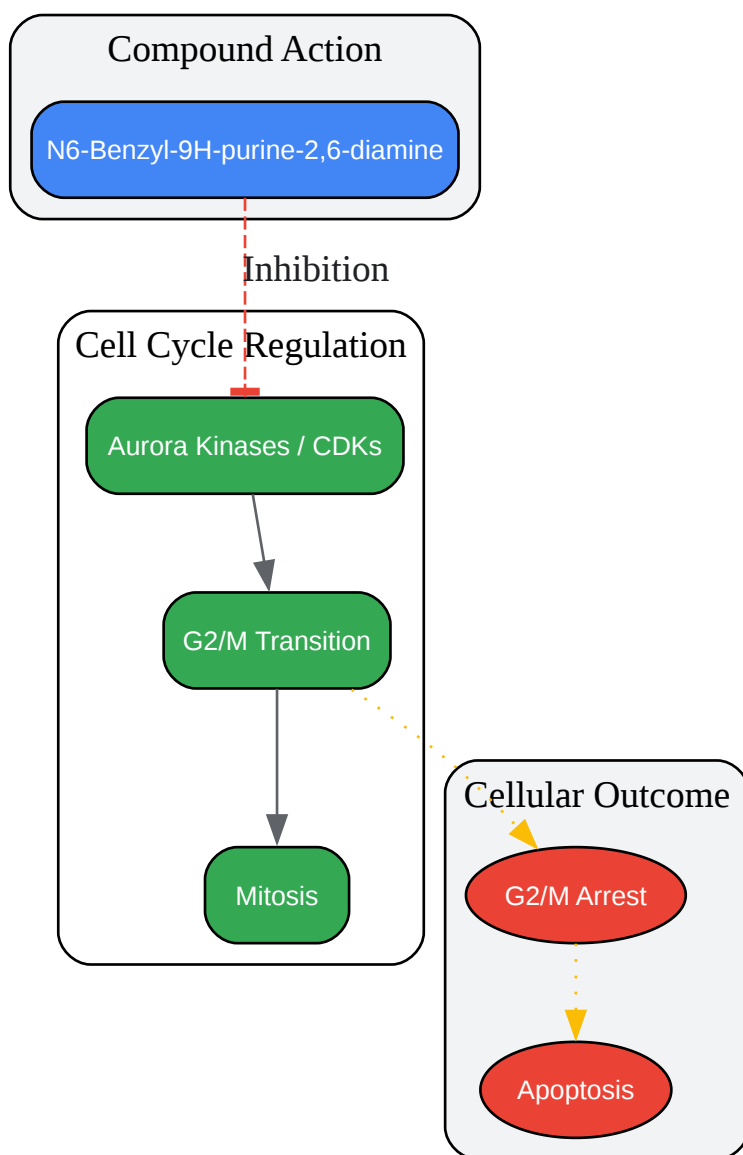 Compound Action
N6-Benzyl-9H-purine-2,6-diamine
Inhibition
Cell Cycle Regulation
Aurora Kinases / CDKs
G2/M Transition
Mitosis
Cellular Outcome
G2/M Arrest
Apoptosis